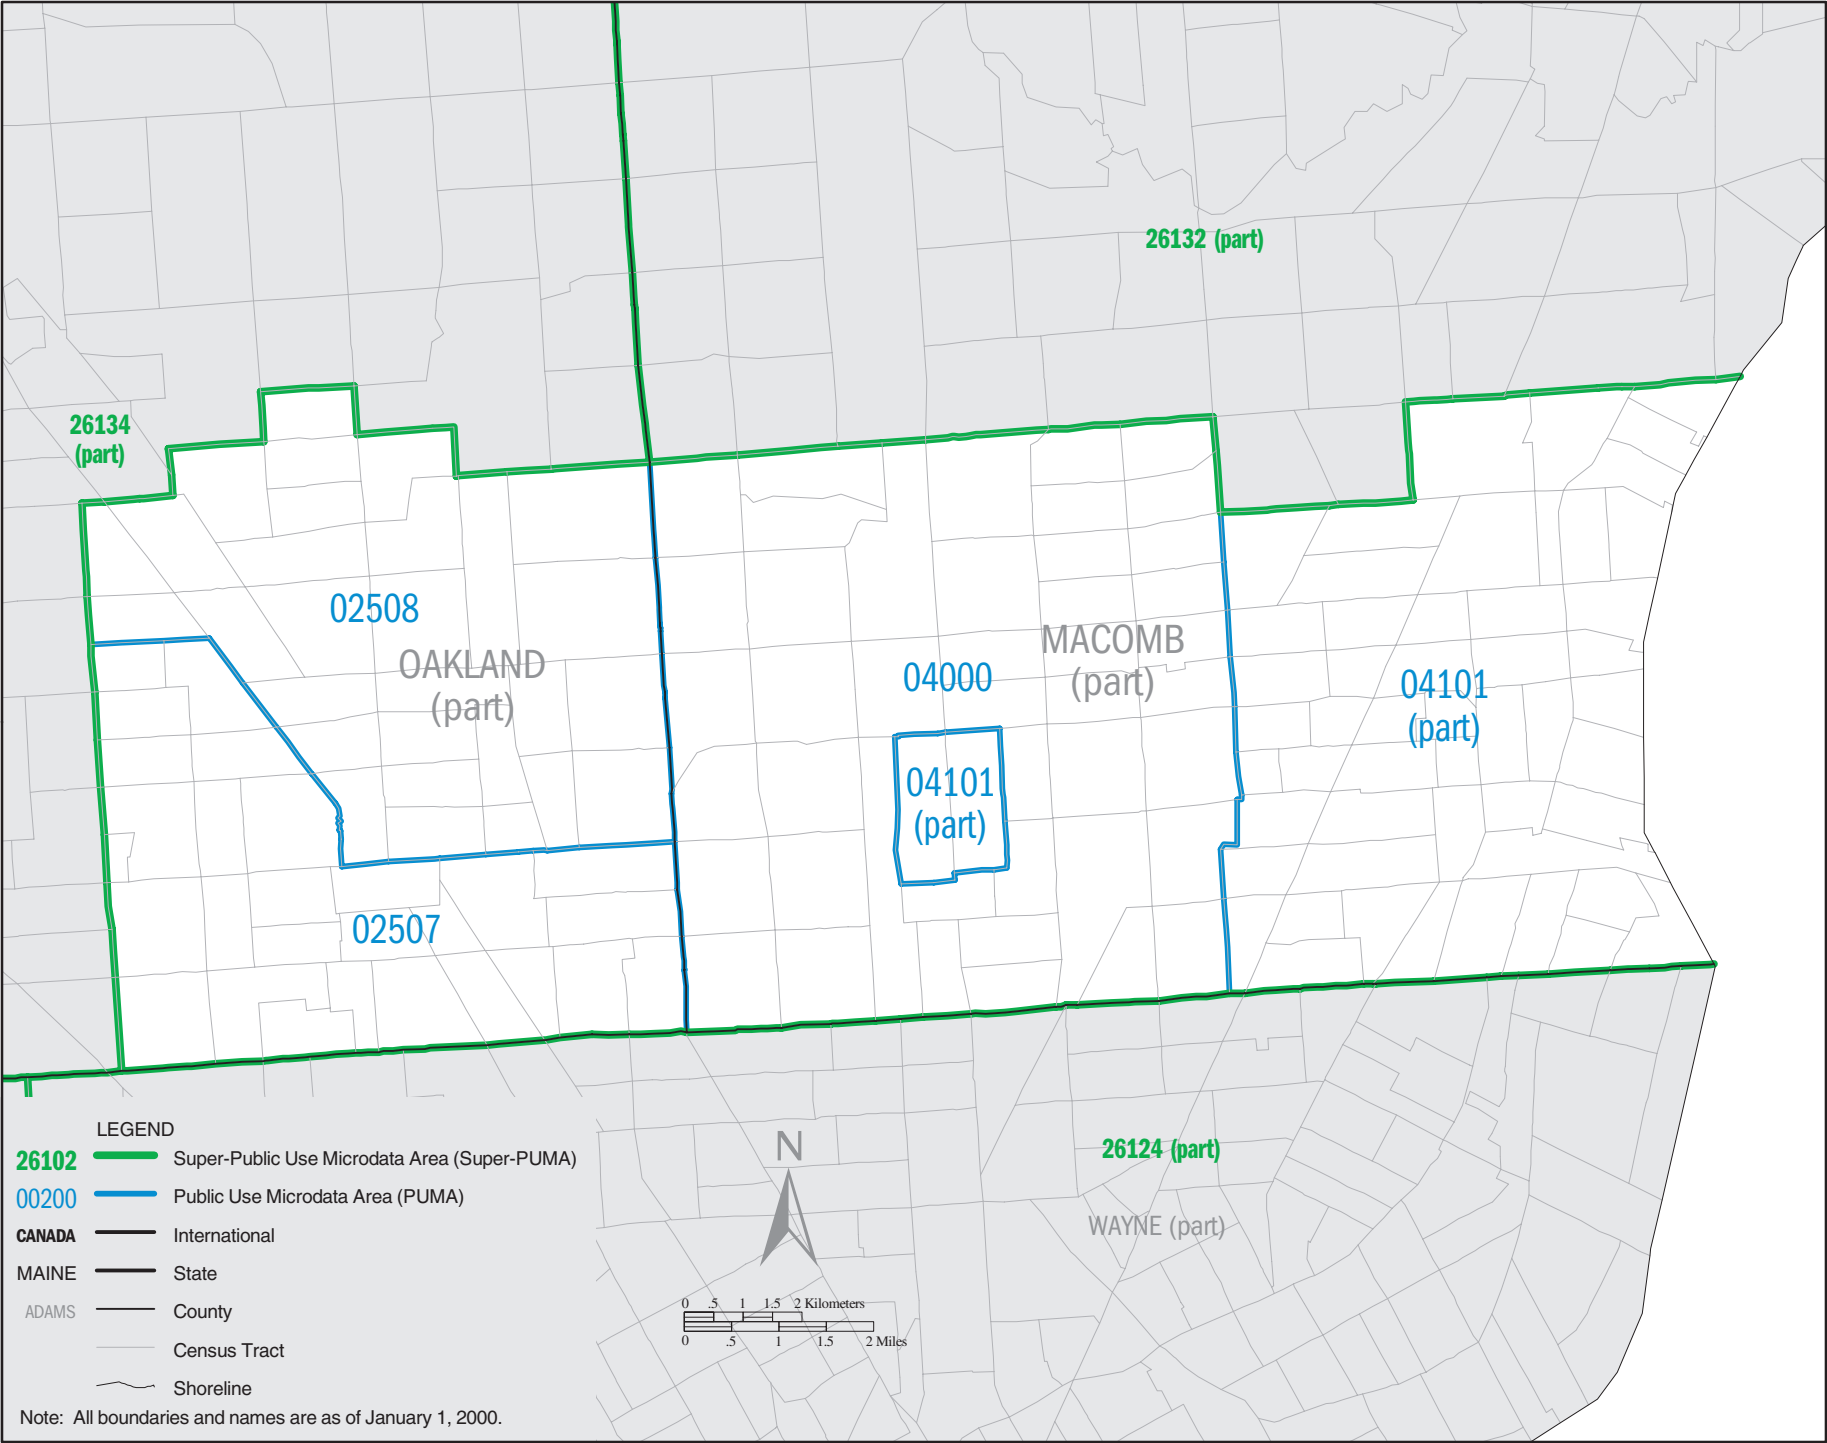 26132 (part)
26134
(part)
02508
OAKLAND
(part)
MACOMB
(part)
04000
04101
(part)
04101
(part)
02507
26124 (part)
WAYNE (part)
N
0 .5 1 1.5 2 Kilometers
0 .5 1 1.5 2 Miles
LEGEND
26102 Super-Public Use Microdata Area (Super-PUMA)
00200 Public Use Microdata Area (PUMA)
CANADA International
MAINE State
ADAMS County
Census Tract
Shoreline
Note: All boundaries and names are as of January 1, 2000.